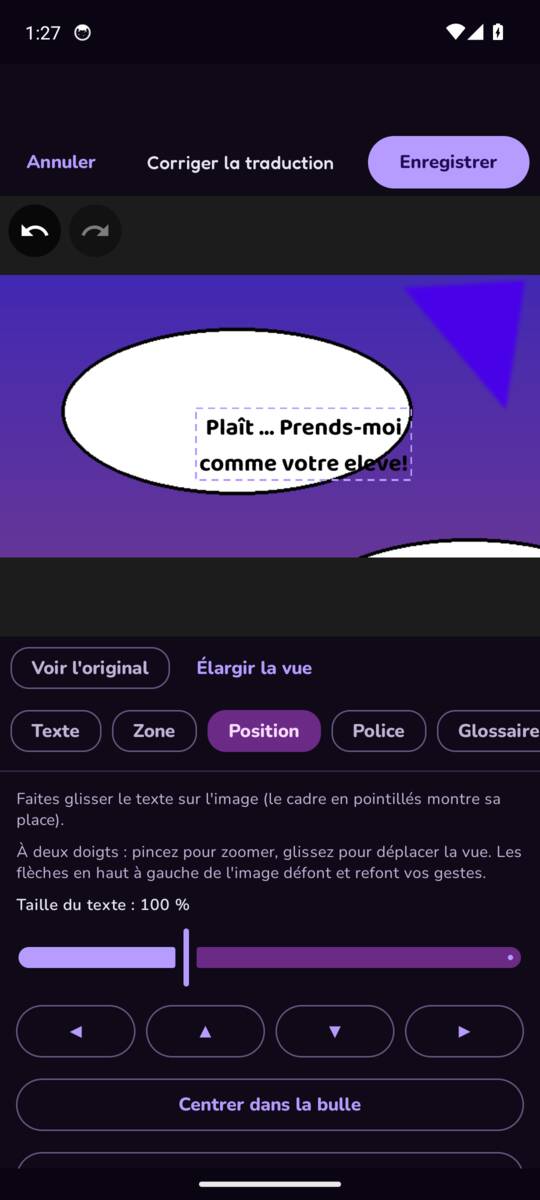 1:27
Annuler
Corriger la traduction
Enregistrer
Plaît ... Prends-moi
comme votre eleve!
Voir l'original
Élargir la vue
Texte
Zone
Position
Police
Glossaire
Faites glisser le texte sur l'image (le cadre en pointillés montre sa
place).
À deux doigts : pincez pour zoomer, glissez pour déplacer la vue. Les
flèches en haut à gauche de l'image défont et refont vos gestes.
Taille du texte : 100 %
Centrer dans la bulle